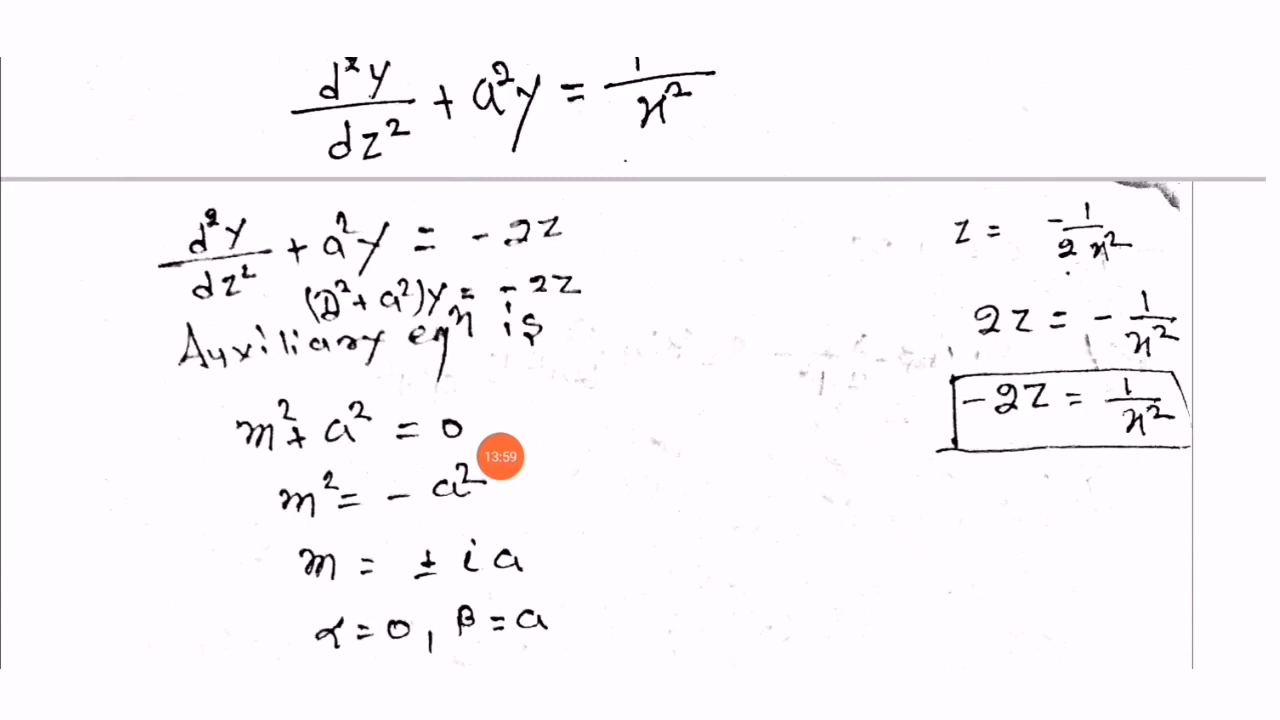 d²y/dz² + a²y = 1/x²
d²y/dz² + a²y = -2z
(D²+ a²)y = -2z
Auxiliary eqⁿ is
m² + a² = 0
m² = - a²
m = ± i a
α = 0, β = a
z = -1/2x²
2z = - 1/x²
-2z = 1/x²
13:59